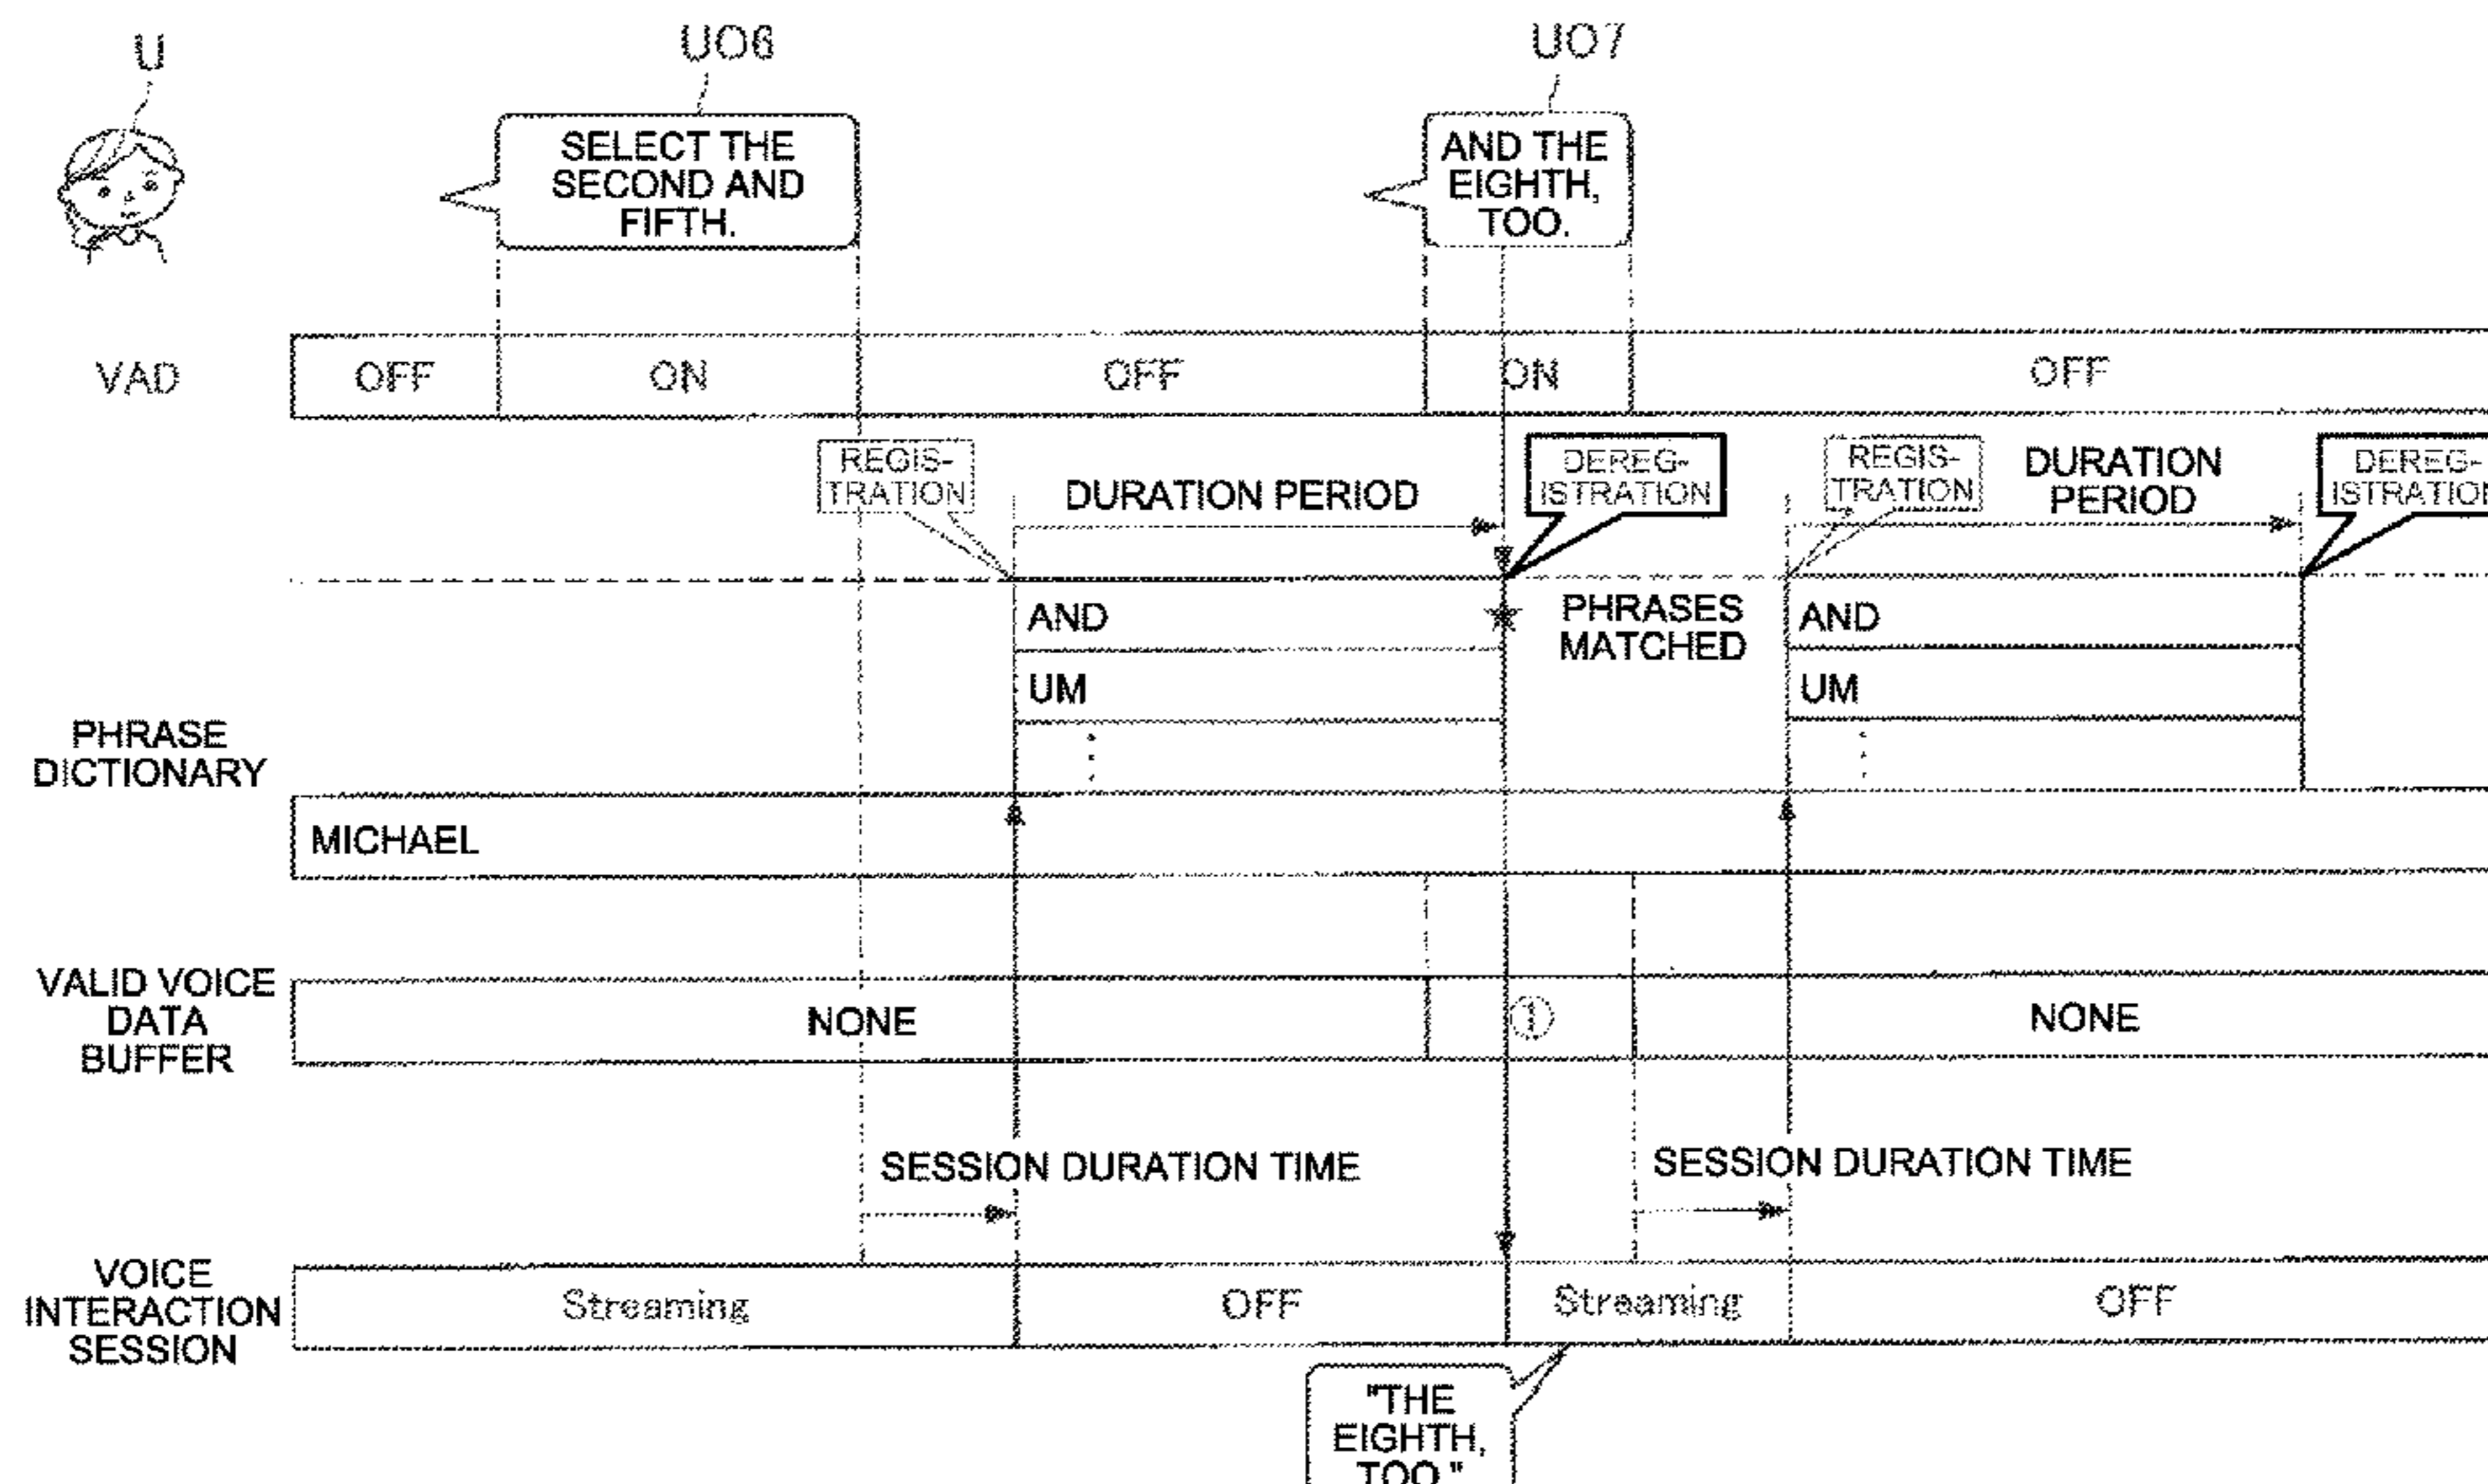 U
UO6
UO7
SELECT THE
SECOND AND
FIFTH.
AND THE
EIGHTH,
TOO.
VAD
OFF
ON
OFF
ON
OFF
REGIS-
TRATION
DURATION PERIOD
DEREG-
ISTRATION
REGIS-
TRATION
DURATION
PERIOD
DEREG-
ISTRATION
PHRASE
DICTIONARY
AND
UM
PHRASES
MATCHED
AND
UM
MICHAEL
VALID VOICE
DATA
BUFFER
NONE
①
NONE
SESSION DURATION TIME
SESSION DURATION TIME
VOICE
INTERACTION
SESSION
Streaming
OFF
Streaming
OFF
"THE
EIGHTH,
TOO."